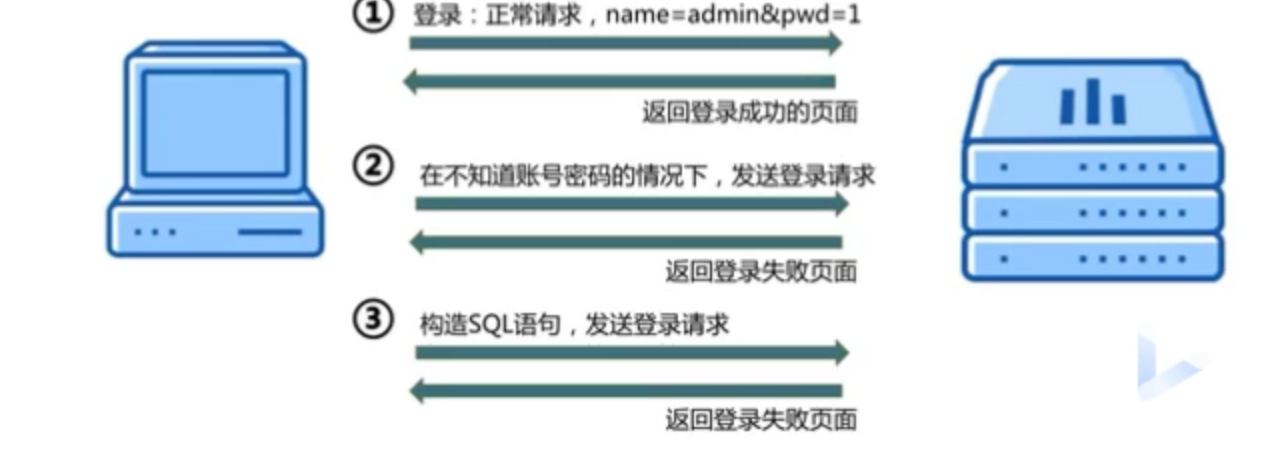 ① 登录：正常请求，name=admin&pwd=1
返回登录成功的页面
② 在不知道账号密码的情况下，发送登录请求
返回登录失败页面
③ 构造SQL语句，发送登录请求
返回登录失败页面